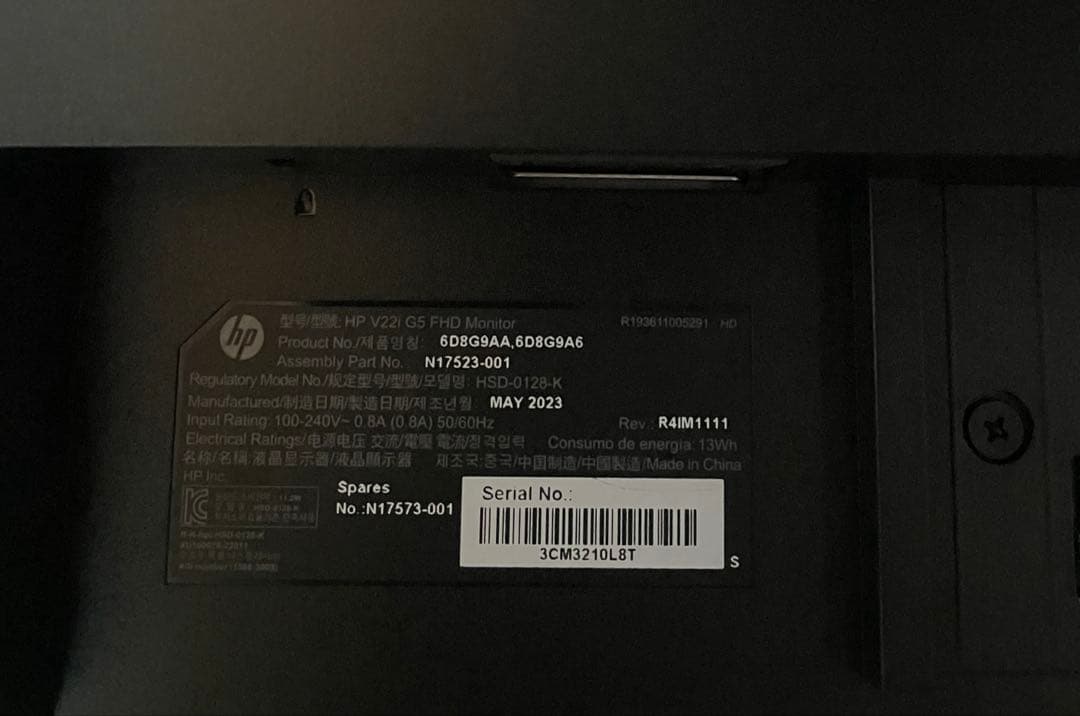 hp
型号/型號: HP V22i G5 FHD Monitor
R193611005291 HD
Product No./제품명칭: 6D8G9AA,6D8G9A6
Assembly Part No. N17523-001
Regulatory Model No./规定型号/型號/모델명: HSD-0128-K
Manufactured/制造日期/製造日期/제조년월: MAY 2023
Input Rating: 100-240V~ 0.8A (0.8A) 50/60Hz
Rev.: R4IM1111
Electrical Ratings/电源电压 交流/電壓 電流/정격입력 Consumo de energia: 13Wh
名称/名稱:液晶显示器/液晶顯示器 제조국:중국/中国制造/中國製造/Made in China
HP Inc.
Spares
No.:N17573-001
Serial No.:
3CM3210L8T
S
HSD-0128-K